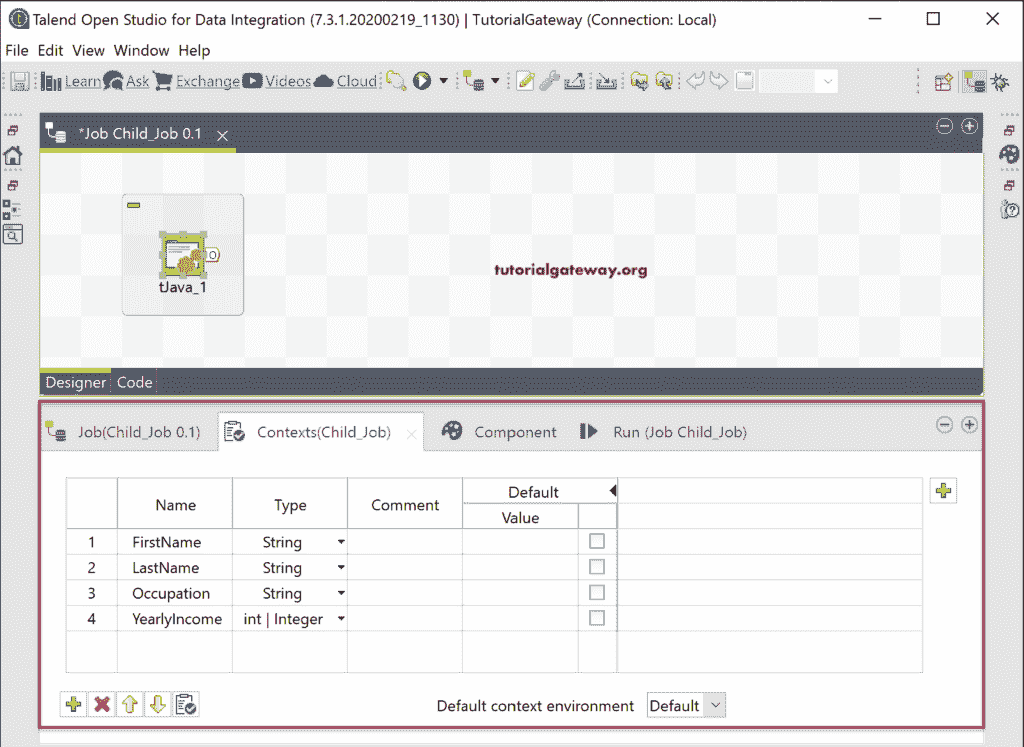 Talend Open Studio for Data Integration (7.3.1.20200219_1130) | TutorialGateway (Connection: Local)
File Edit View Window Help
Learn Ask Exchange Videos Cloud
*Job Child_Job 0.1
tJava_1
tutorialgateway.org
Designer Code
Job(Child_Job 0.1) Contexts(Child_Job) Component Run (Job Child_Job)
Name Type Comment Default
Value
1 FirstName String
2 LastName String
3 Occupation String
4 YearlyIncome int | Integer
Default context environment Default